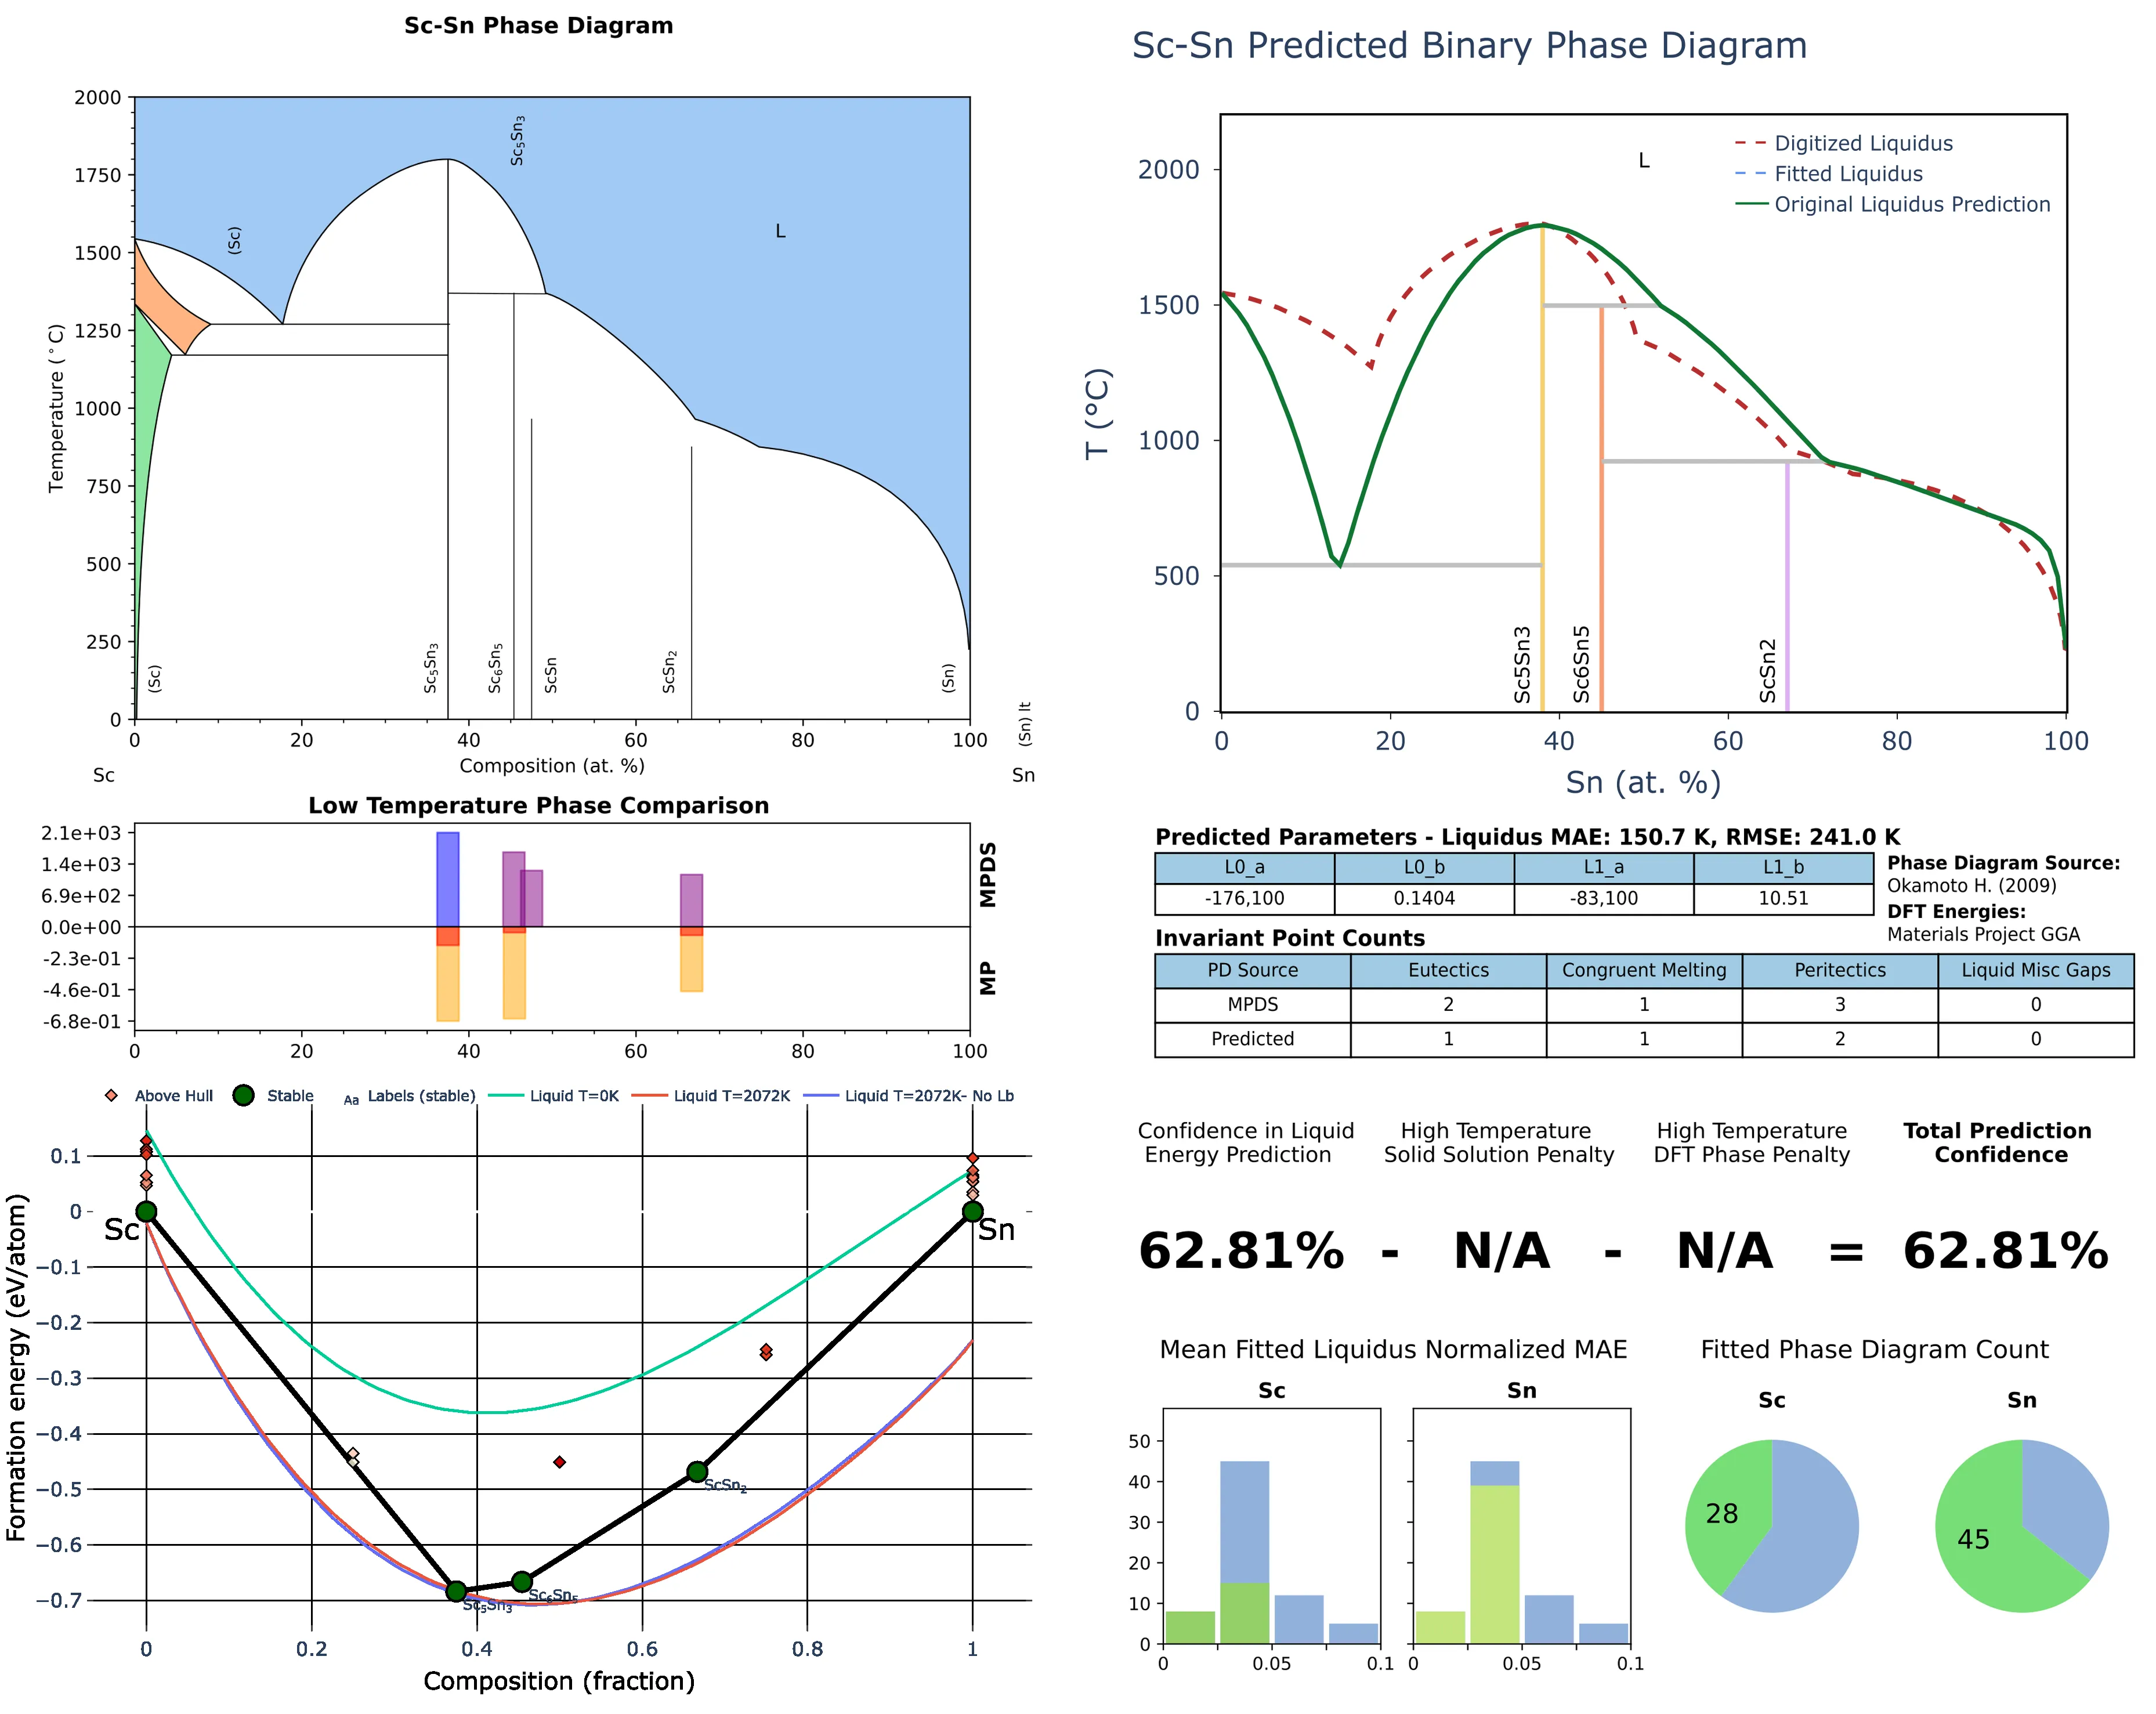 Sc-Sn Phase Diagram
2000
1750
1500
1250
1000
750
500
250
0
Temperature (°C)
Sc₅Sn₃
(Sc)
L
(Sc)
Sc₅Sn₃
Sc₆Sn₅
ScSn
ScSn₂
(Sn)
(Sn) lt
0 20 40 60 80 100
Composition (at. %)
Sc Sn
Low Temperature Phase Comparison
2.1e+03
1.4e+03
6.9e+02
0.0e+00
-2.3e-01
-4.6e-01
-6.8e-01
MPDS
MP
0 20 40 60 80 100
Above Hull Stable Aa Labels (stable) Liquid T=0K Liquid T=2072K Liquid T=2072K- No Lb
0.1
0
−0.1
−0.2
−0.3
−0.4
−0.5
−0.6
−0.7
Formation energy (eV/atom)
Sc
Sn
ScSn₂
Sc₆Sn₅
Sc₅Sn₃
0 0.2 0.4 0.6 0.8 1
Composition (fraction)
Sc-Sn Predicted Binary Phase Diagram
2000
1500
1000
500
0
T (°C)
L
Digitized Liquidus
Fitted Liquidus
Original Liquidus Prediction
Sc5Sn3
Sc6Sn5
ScSn2
0 20 40 60 80 100
Sn (at. %)
Predicted Parameters - Liquidus MAE: 150.7 K, RMSE: 241.0 K
L0_a L0_b L1_a L1_b
-176,100 0.1404 -83,100 10.51
Phase Diagram Source:
Okamoto H. (2009)
DFT Energies:
Materials Project GGA
Invariant Point Counts
PD Source Eutectics Congruent Melting Peritectics Liquid Misc Gaps
MPDS 2 1 3 0
Predicted 1 1 2 0
Confidence in Liquid
Energy Prediction
High Temperature
Solid Solution Penalty
High Temperature
DFT Phase Penalty
Total Prediction
Confidence
62.81% - N/A - N/A = 62.81%
Mean Fitted Liquidus Normalized MAE
Sc Sn
50
40
30
20
10
0
0 0.05 0.1 0 0.05 0.1
Fitted Phase Diagram Count
Sc Sn
28 45